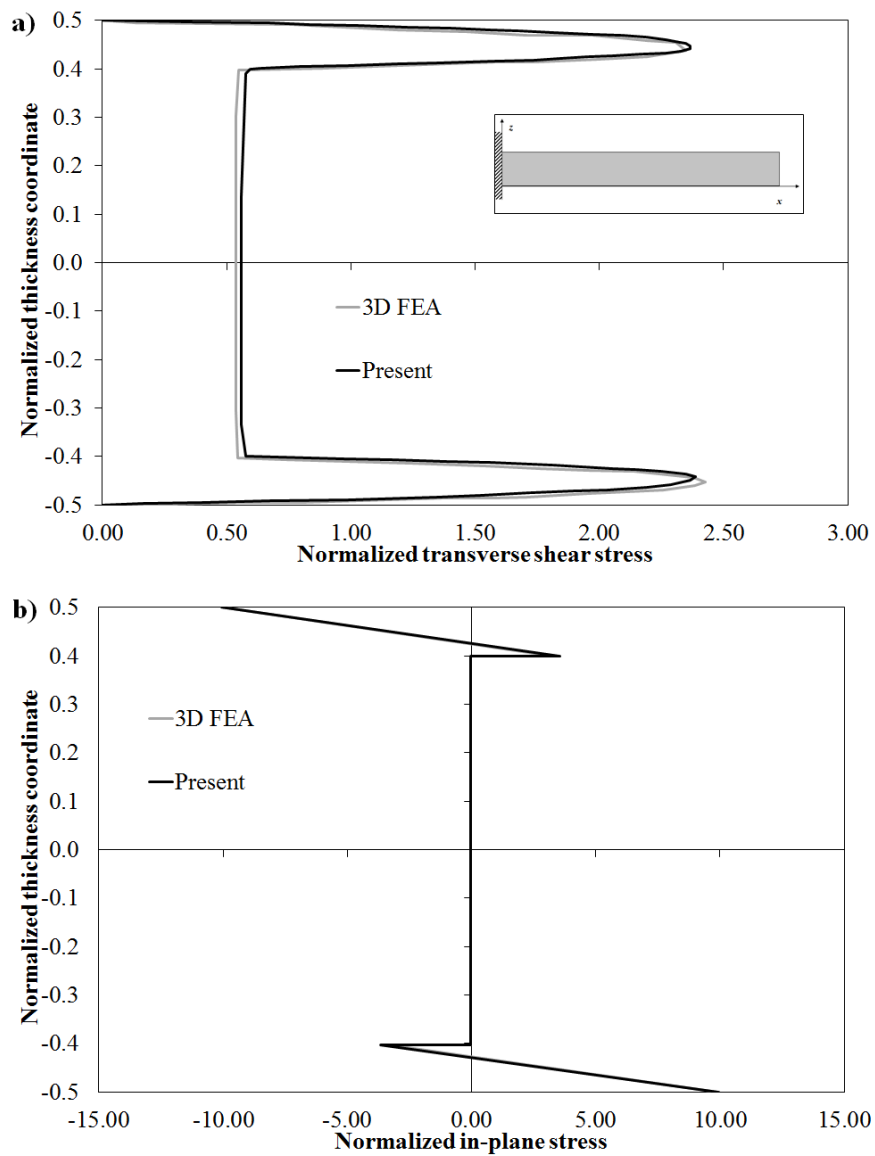 a)
Normalized thickness coordinate
0.5
0.4
0.3
0.2
0.1
0.0
-0.1
-0.2
-0.3
-0.4
-0.5
z
x
3D FEA
Present
0.00 0.50 1.00 1.50 2.00 2.50 3.00
Normalized transverse shear stress
b)
Normalized thickness coordinate
0.5
0.4
0.3
0.2
0.1
0.0
-0.1
-0.2
-0.3
-0.4
-0.5
3D FEA
Present
-15.00 -10.00 -5.00 0.00 5.00 10.00 15.00
Normalized in-plane stress